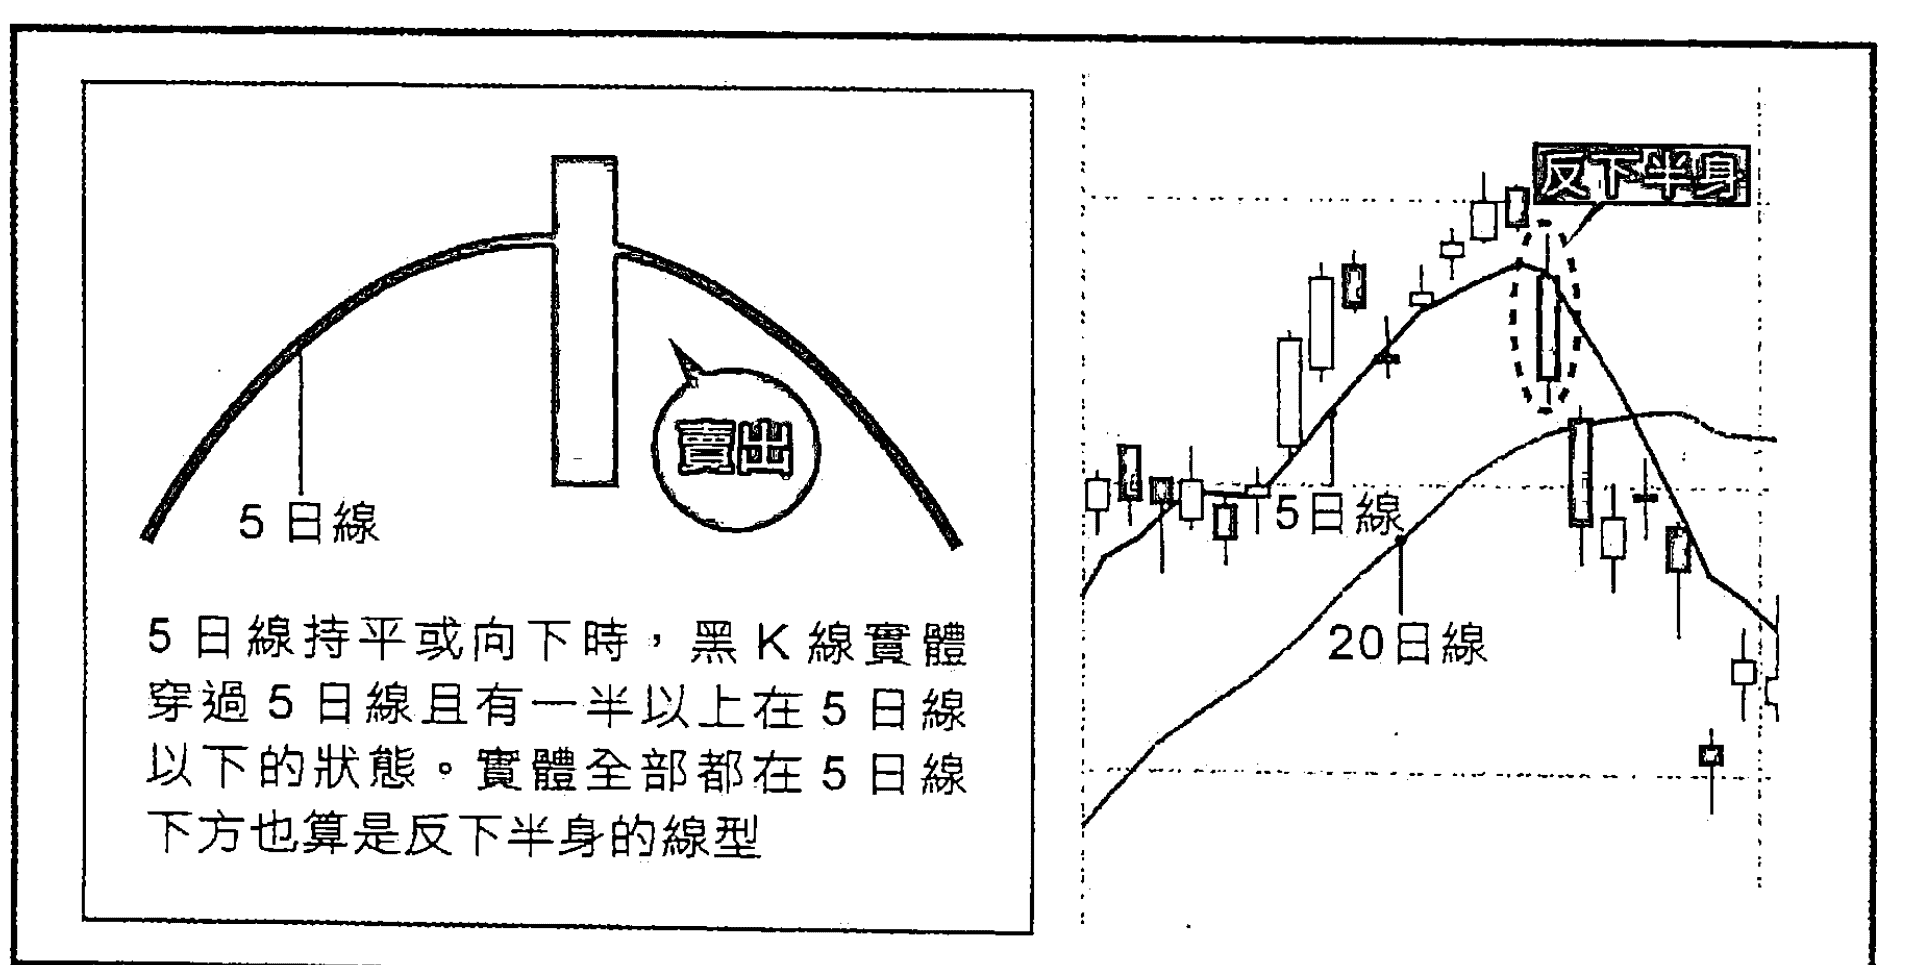 賣出
5 日線
5 日線持平或向下時，黑 K 線實體
穿過 5 日線且有一半以上在 5 日線
以下的狀態。實體全部都在 5 日線
下方也算是反下半身的線型
反下半身
5日線
20日線